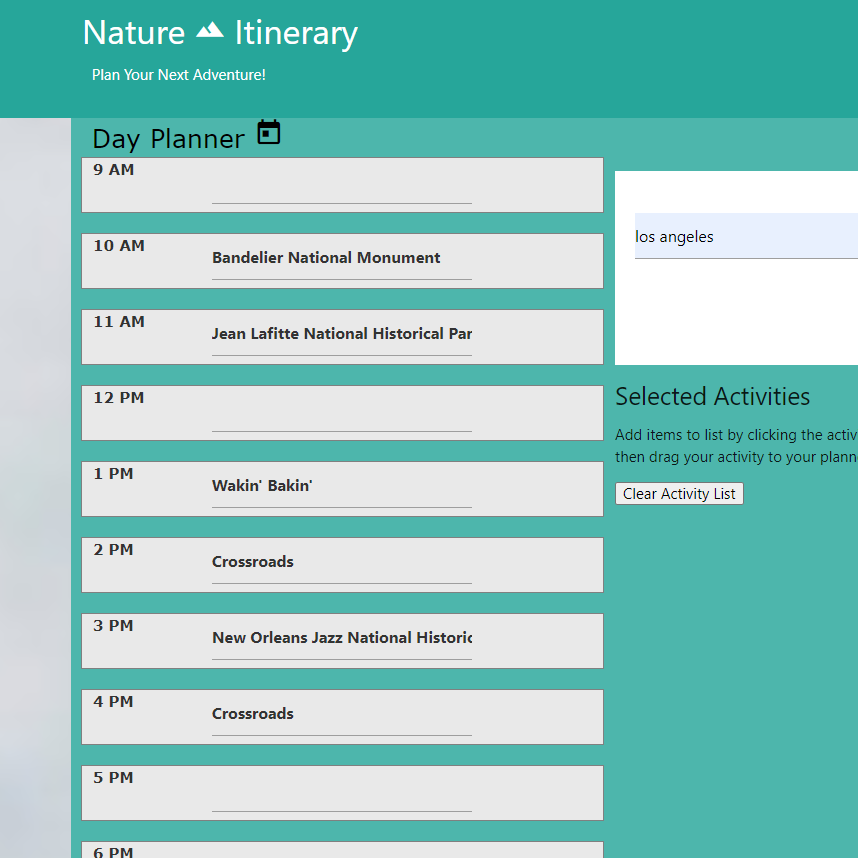 Nature Itinerary
Plan Your Next Adventure!
Day Planner
9 AM
10 AM
Bandelier National Monument
11 AM
Jean Lafitte National Historical Par
12 PM
1 PM
Wakin' Bakin'
2 PM
Crossroads
3 PM
New Orleans Jazz National Historic
4 PM
Crossroads
5 PM
6 PM
los angeles
Selected Activities
Add items to list by clicking the activ
then drag your activity to your plann
Clear Activity List